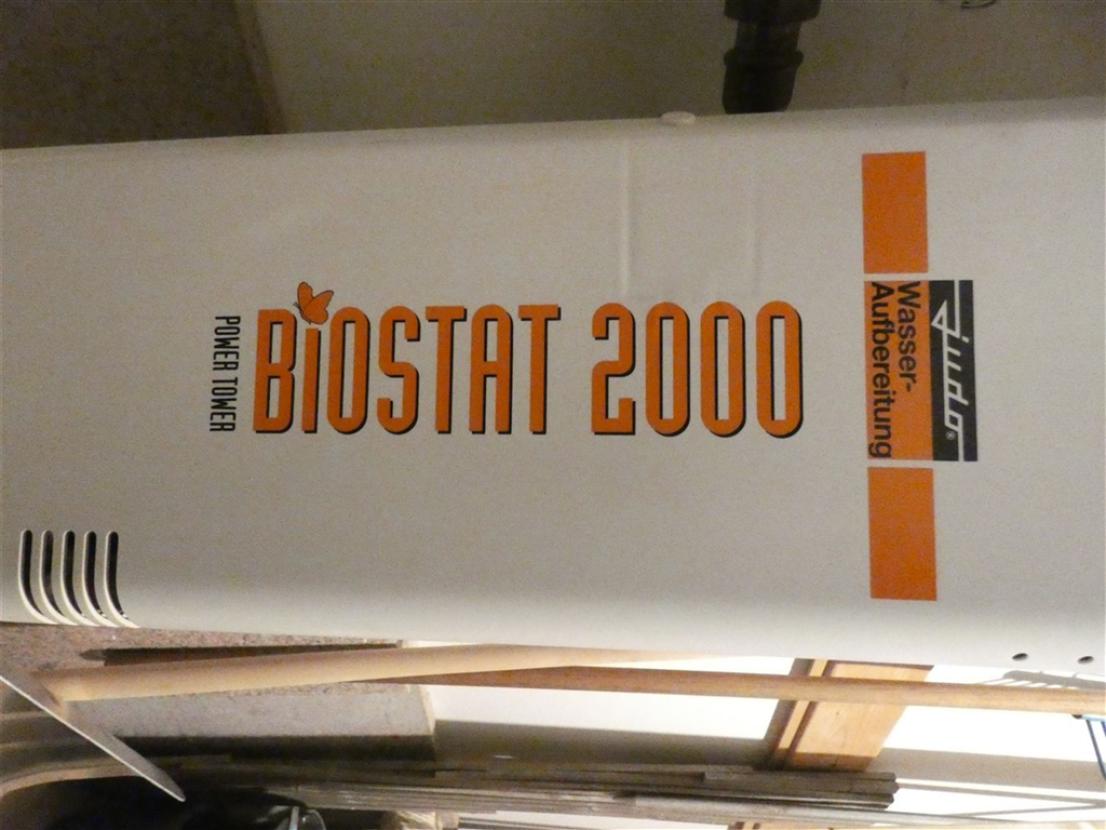 JUDO®
Wasser-
Aufbereitung
BiOSTAT 2000
POWER TOWER